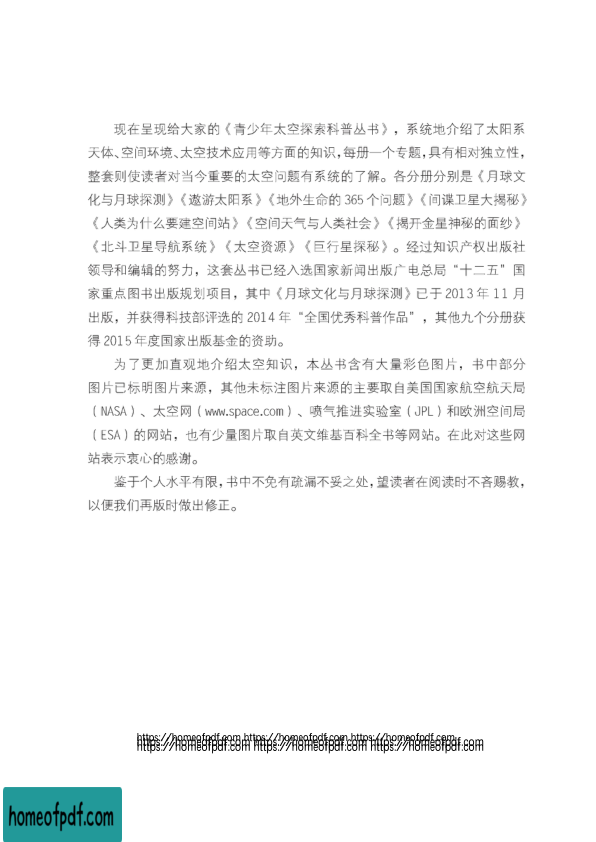 现在呈现给大家的《青少年太空探索科普丛书》，系统地介绍了太阳系
天体、空间环境、太空技术应用等方面的知识，每册一个专题，具有相对独立性，
整套则使读者对当今重要的太空问题有系统的了解。各分册分别是《月球文
化与月球探测》《遨游太阳系》《地外生命的 365 个问题》《间谍卫星大揭秘》
《人类为什么要建空间站》《空间天气与人类社会》《揭开金星神秘的面纱》
《北斗卫星导航系统》《太空资源》《巨行星探秘》。经过知识产权出版社
领导和编辑的努力，这套丛书已经入选国家新闻出版广电总局“十二五”国
家重点图书出版规划项目，其中《月球文化与月球探测》已于 2013 年 11 月
出版，并获得科技部评选的 2014 年“全国优秀科普作品”，其他九个分册获
得 2015 年度国家出版基金的资助。
为了更加直观地介绍太空知识，本丛书含有大量彩色图片，书中部分
图片已标明图片来源，其他未标注图片来源的主要取自美国国家航空航天局
（NASA）、太空网（www.space.com）、喷气推进实验室（JPL）和欧洲空间局
（ESA）的网站，也有少量图片取自英文维基百科全书等网站。在此对这些网
站表示衷心的感谢。
鉴于个人水平有限，书中不免有疏漏不妥之处，望读者在阅读时不吝赐教，
以便我们再版时做出修正。
https://homeofpdf.com https://homeofpdf.com https://homeofpdf.com
https://homeofpdf.com https://homeofpdf.com https://homeofpdf.com
homeofpdf.com